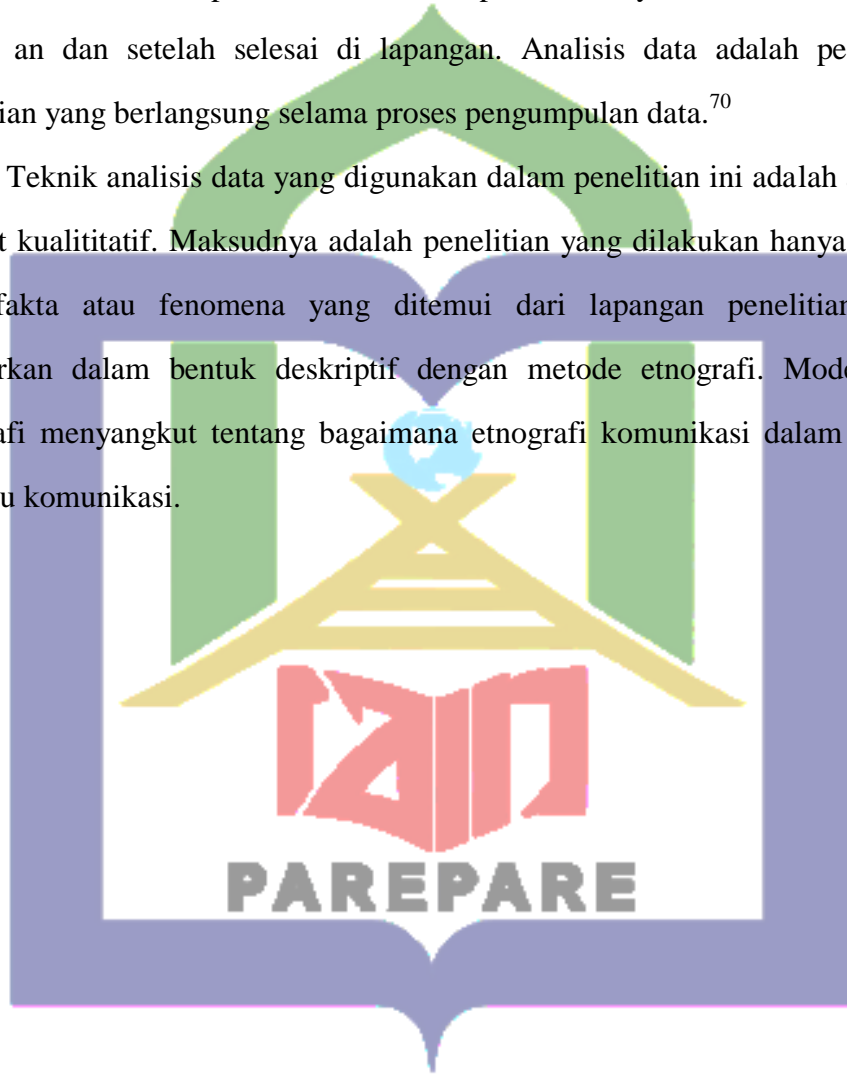 an dan setelah selesai di lapangan. Analisis data adalah pe
ian yang berlangsung selama proses pengumpulan data.70
Teknik analisis data yang digunakan dalam penelitian ini adalah
t kualititatif. Maksudnya adalah penelitian yang dilakukan hanya
fakta atau fenomena yang ditemui dari lapangan penelitian
rkan dalam bentuk deskriptif dengan metode etnografi. Mode
afi menyangkut tentang bagaimana etnografi komunikasi dalam
u komunikasi.
iain
PAREPARE